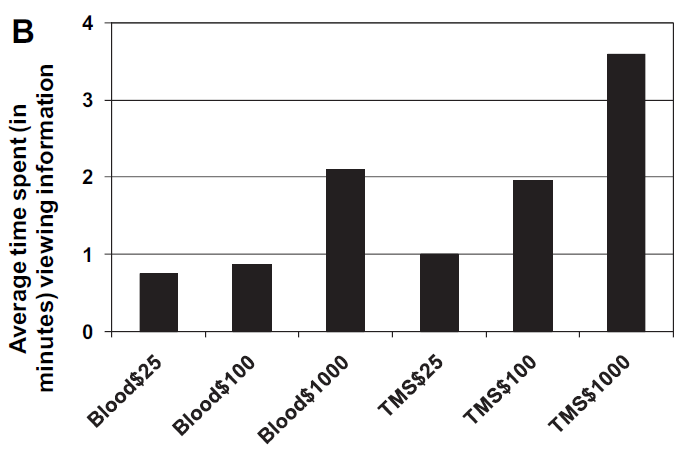 B
Average time spent (in
minutes) viewing information
4
3
2
1
0
Blood$25
Blood$100
Blood$1000
TMS$25
TMS$100
TMS$1000